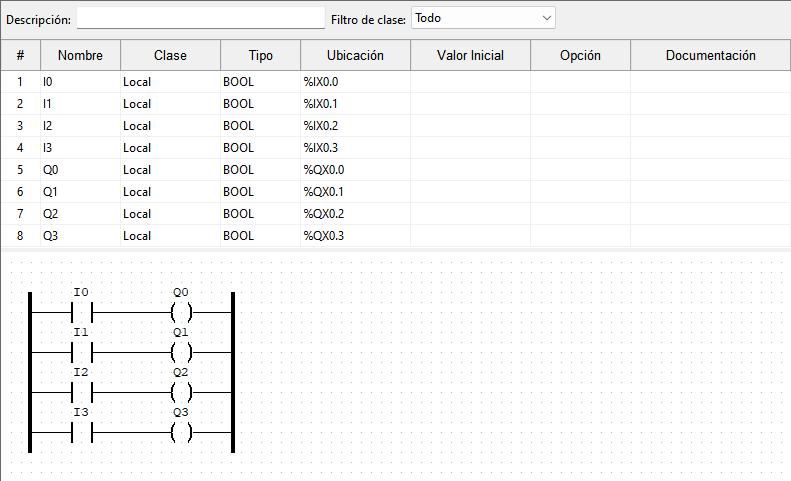 Descripción: Filtro de clase: Todo
# Nombre Clase Tipo Ubicación Valor Inicial Opción Documentación
1 I0 Local BOOL %IX0.0
2 I1 Local BOOL %IX0.1
3 I2 Local BOOL %IX0.2
4 I3 Local BOOL %IX0.3
5 Q0 Local BOOL %QX0.0
6 Q1 Local BOOL %QX0.1
7 Q2 Local BOOL %QX0.2
8 Q3 Local BOOL %QX0.3
I0 Q0
I1 Q1
I2 Q2
I3 Q3